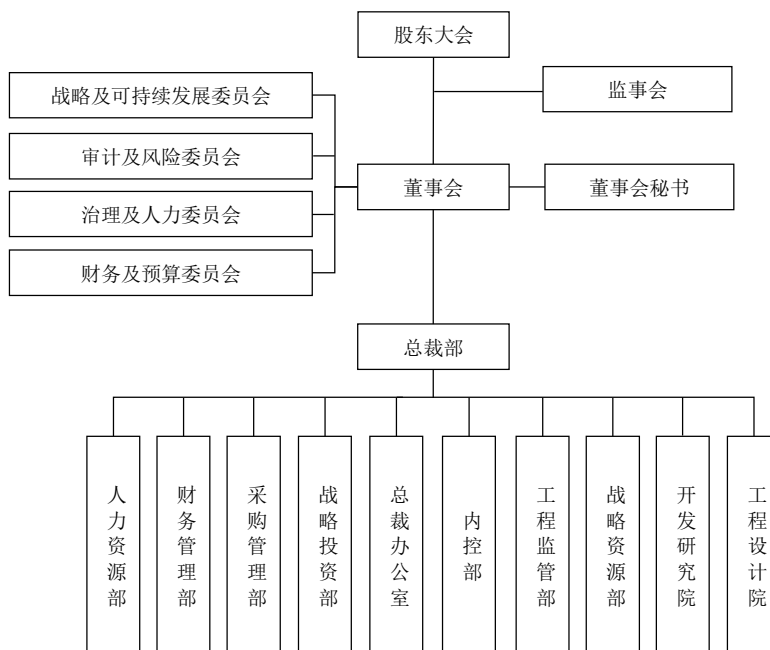 股东大会
战略及可持续发展委员会
监事会
审计及风险委员会
董事会
董事会秘书
治理及人力委员会
财务及预算委员会
总裁部
人力资源部
财务管理部
采购管理部
战略投资部
总裁办公室
内控部
工程监管部
战略资源部
开发研究院
工程设计院